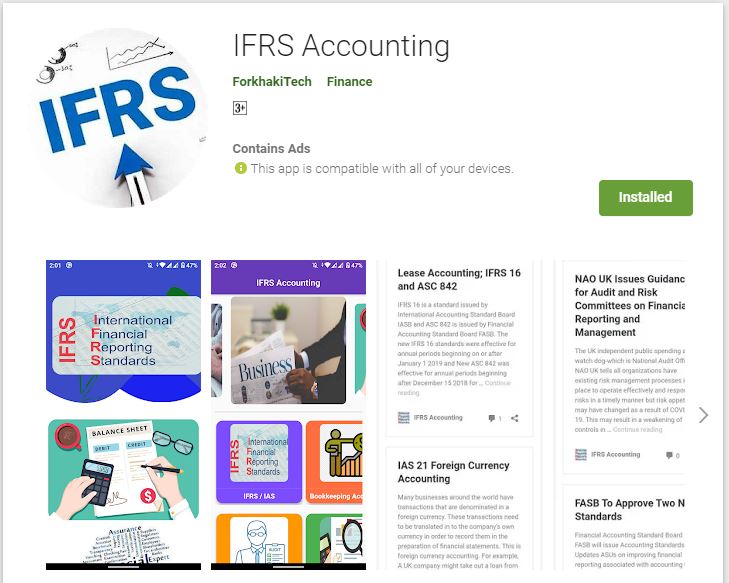 IFRS
IFRS Accounting
ForkhakiTech Finance
3+
Contains Ads
This app is compatible with all of your devices.
Installed
2:01 47%
IFRS
International
Financial
Reporting
Standards
BALANCE SHEET
DEBIT CREDIT
$
Assurance
Expert
2:02 47%
IFRS Accounting
Business
IFRS
International
Financial
Reporting
Standards
IFRS / IAS
Bookkeeping Acc
AUDIT
Lease Accounting; IFRS 16
and ASC 842
IFRS 16 is a standard issued by
International Accounting Standard Board
IASB and ASC 842 is issued by Financial
Accounting Standard Board FASB. The
new IFRS 16 standards were effective for
annual periods beginning on or after
January 1 2019 and New ASC 842 was
effective for annual periods beginning
after December 15 2018 for ... Continue
reading
IFRS Accounting 1
IAS 21 Foreign Currency
Accounting
Many businesses around the world have
transactions that are denominated in a
foreign currency. These transactions need
to be translated in to the company's own
currency in order to record them in the
preparation of financial statements. This is
foreign currency accounting. For example,
A UK company might take out a loan from
NAO UK Issues Guidanc
for Audit and Risk
Committees on Financia
Reporting and
Management
The UK independent public spending
watch dog-which is National Audit Offi
NAO UK tells all organizations have
existing risk management processes i
place to operate effectively and respo
risks in a timely manner but risk appet
may have changed as a result of COVI
19. This may result in a weakening of
controls in ... Continue reading
IFRS Accounting 0
FASB To Approve Two N
Standards
Financial Accounting Standard Board
FASB will issue Accounting Standards
Updates ASUs on improving financial
reporting associated with Accounting